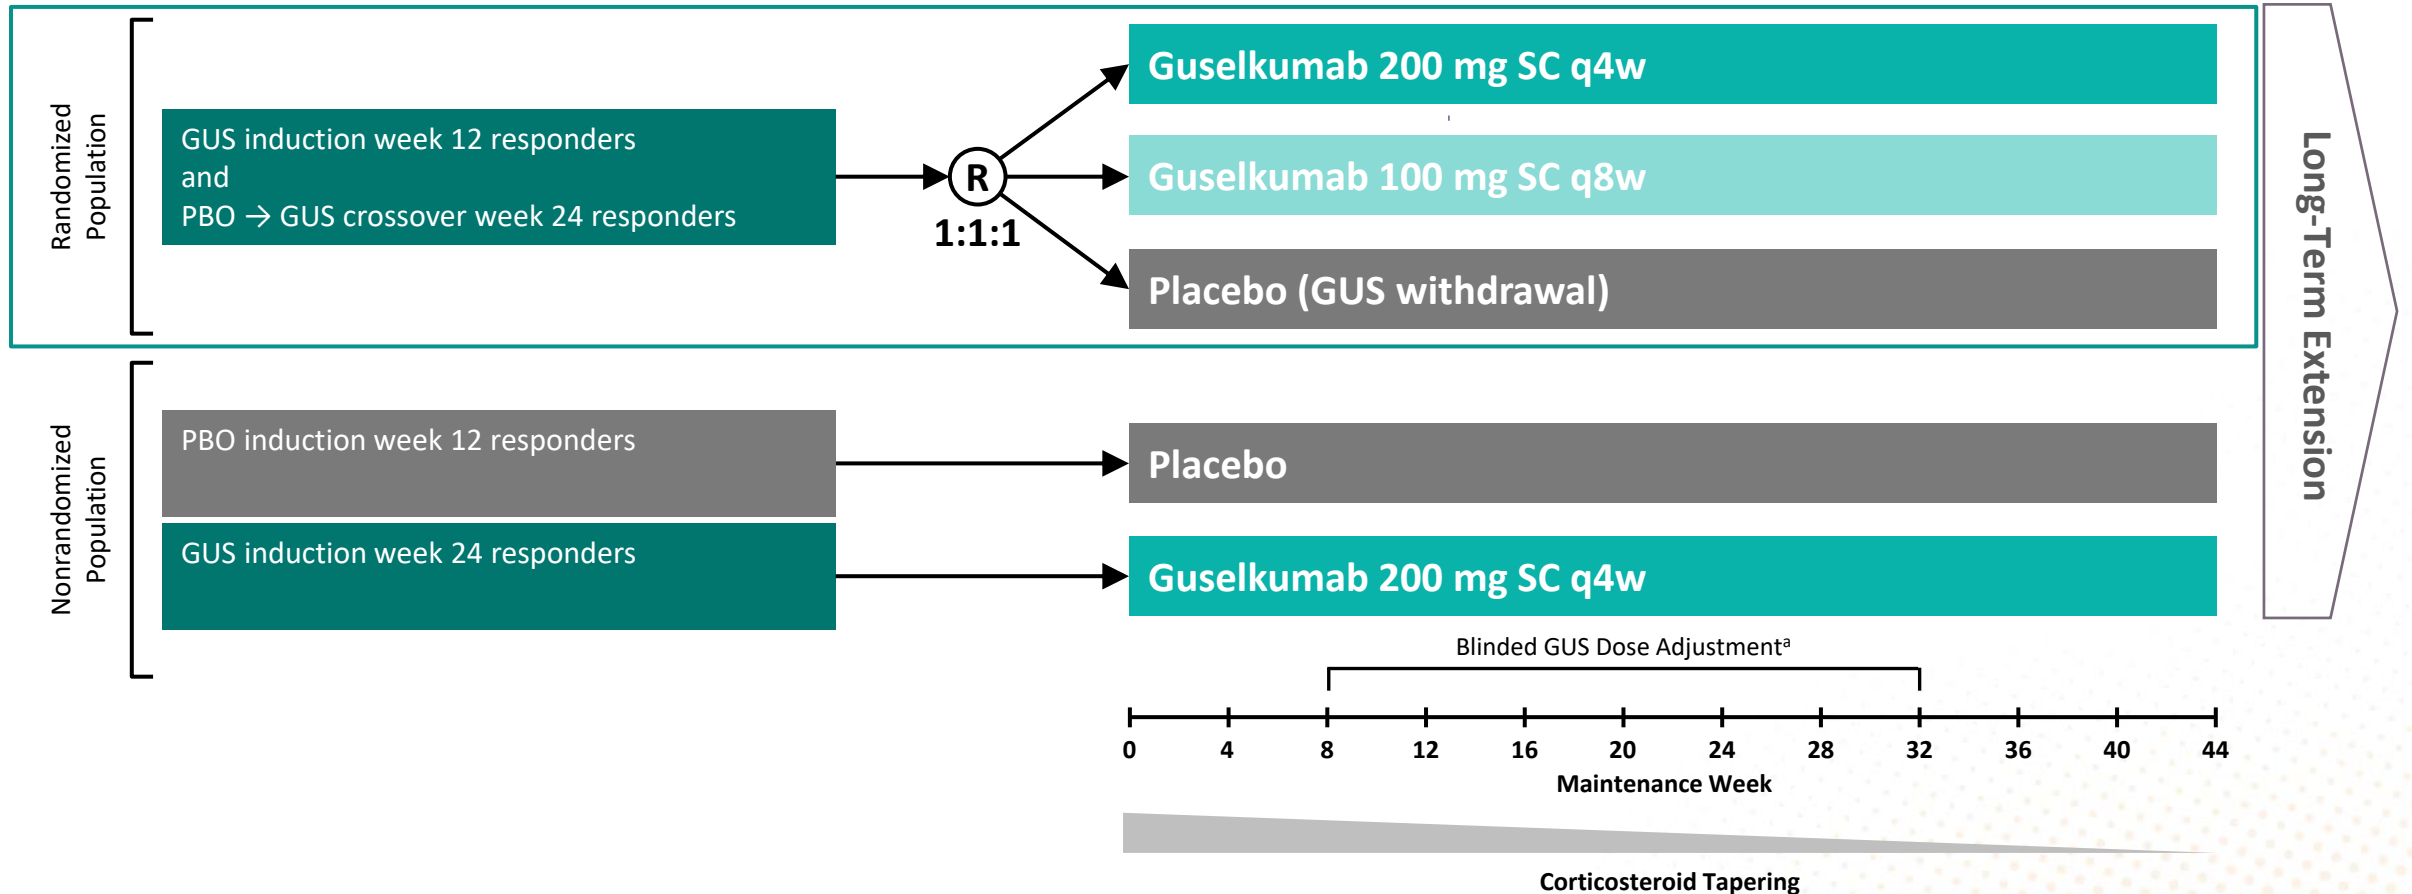 Randomized
Population
GUS induction week 12 responders
and
PBO → GUS crossover week 24 responders
R
1:1:1
Guselkumab 200 mg SC q4w
Guselkumab 100 mg SC q8w
Placebo (GUS withdrawal)
Long-Term Extension
Nonrandomized
Population
PBO induction week 12 responders
Placebo
GUS induction week 24 responders
Guselkumab 200 mg SC q4w
Blinded GUS Dose Adjustmentᵃ
0 4 8 12 16 20 24 28 32 36 40 44
Maintenance Week
Corticosteroid Tapering